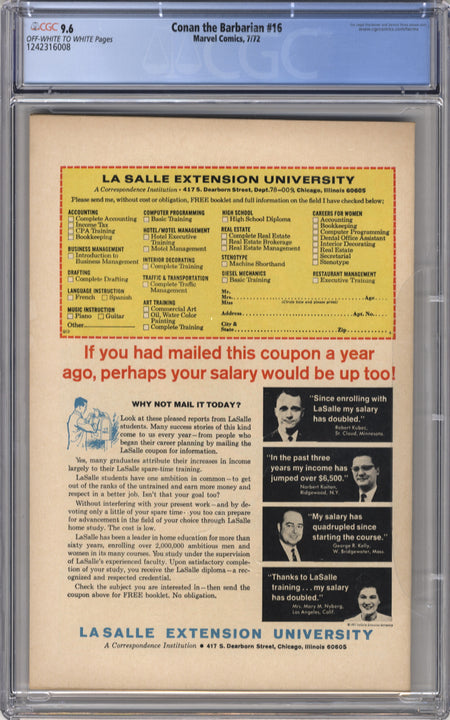 CGC 9.6
OFF-WHITE TO WHITE Pages
1242316008
Conan the Barbarian #16
Marvel Comics, 7/72
www.cgccomics.com/terms
LA SALLE EXTENSION UNIVERSITY
A Correspondence Institution • 417 S. Dearborn Street, Dept. 78-009, Chicago, Illinois 60605
Please send me, without cost or obligation, FREE booklet and full information on the field I have checked below;
ACCOUNTING
Complete Accounting
Income Tax
CPA Training
Bookkeeping
BUSINESS MANAGEMENT
Introduction to
Business Management
DRAFTING
Complete Drafting
LANGUAGE INSTRUCTION
French Spanish
MUSIC INSTRUCTION
Piano Guitar
Other
COMPUTER PROGRAMMING
Basic Training
HOTEL/MOTEL MANAGEMENT
Hotel Executive
Training
Motel Management
INTERIOR DECORATING
Complete Training
TRAFFIC & TRANSPORTATION
Complete Traffic
Management
ART TRAINING
Commercial Art
Oil, Water Color
Painting
Complete Training
HIGH SCHOOL
High School Diploma
REAL ESTATE
Complete Real Estate
Real Estate Brokerage
Real Estate Management
STENOTYPE
Machine Shorthand
DIESEL MECHANICS
Basic Training
CAREERS FOR WOMEN
Accounting
Bookkeeping
Computer Programming
Dental Office Assistant
Interior Decorating
Real Estate
Secretarial
Stenotype
RESTAURANT MANAGEMENT
Executive Training
Mr.
Mrs. Age
Miss (Please Print)
Address Apt. No.
City &
State Zip
If you had mailed this coupon a year
ago, perhaps your salary would be up too!
WHY NOT MAIL IT TODAY?
Look at these pleased reports from LaSalle
students. Many success stories of this kind
come to us every year—from people who
began their career planning by mailing the
LaSalle coupon for information.
Yes, many graduates attribute their increases in income
largely to their LaSalle spare-time training.
LaSalle students have one ambition in common—to get
out of the ranks of the untrained and earn more money and
respect in a better job. Isn't that your goal too?
Without interfering with your present work—and by de-
voting only a little of your spare time—you can prepare
for advancement in the field of your choice through LaSalle
home study. The cost is low.
LaSalle has been a leader in home education for more than
sixty years, enrolling over 2,000,000 ambitious men and
women in its many courses. You study under the supervision
of LaSalle's experienced faculty. Upon satisfactory comple-
tion of your study, you receive the LaSalle diploma—a rec-
ognized and respected credential.
Check the subject you are interested in—then send the
coupon above for FREE booklet. No obligation.
"Since enrolling with
LaSalle my salary
has doubled."
Robert Kubec,
St. Cloud, Minnesota.
"In the past three
years my income has
jumped over $6,500."
Norbert Kaiten,
Ridgewood, N.Y.
"My salary has
quadrupled since
starting the course."
George R. Kelly,
W. Bridgewater, Mass.
"Thanks to LaSalle
training... my salary
has doubled."
Mrs. Mary M. Nyborg,
Los Angeles, Calif.
LA SALLE EXTENSION UNIVERSITY
A Correspondence Institution • 417 S. Dearborn Street, Chicago, Illinois 60605